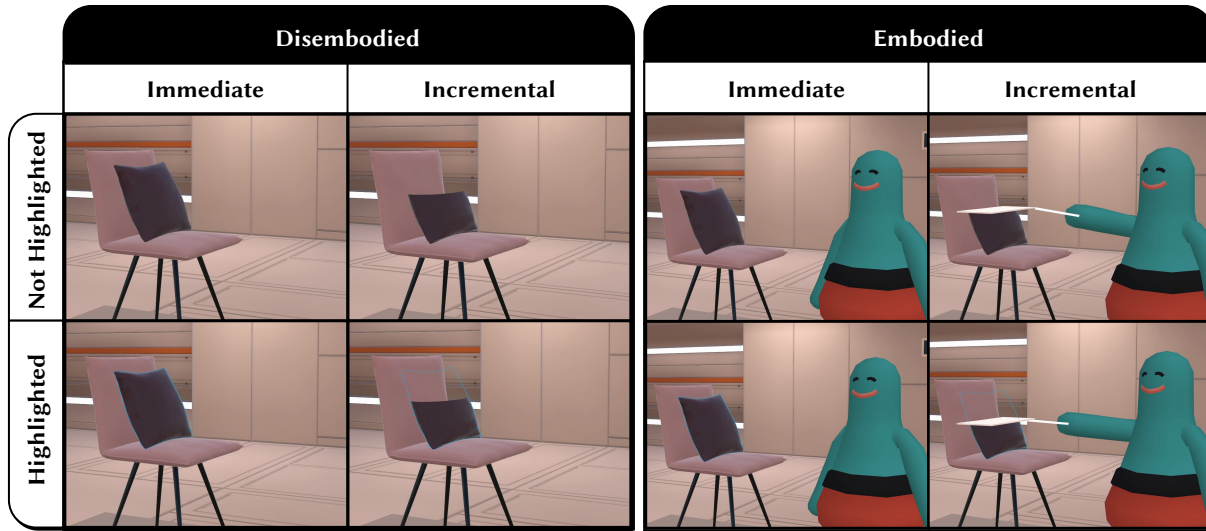 Disembodied
Embodied
Immediate
Incremental
Immediate
Incremental
Not Highlighted
Highlighted